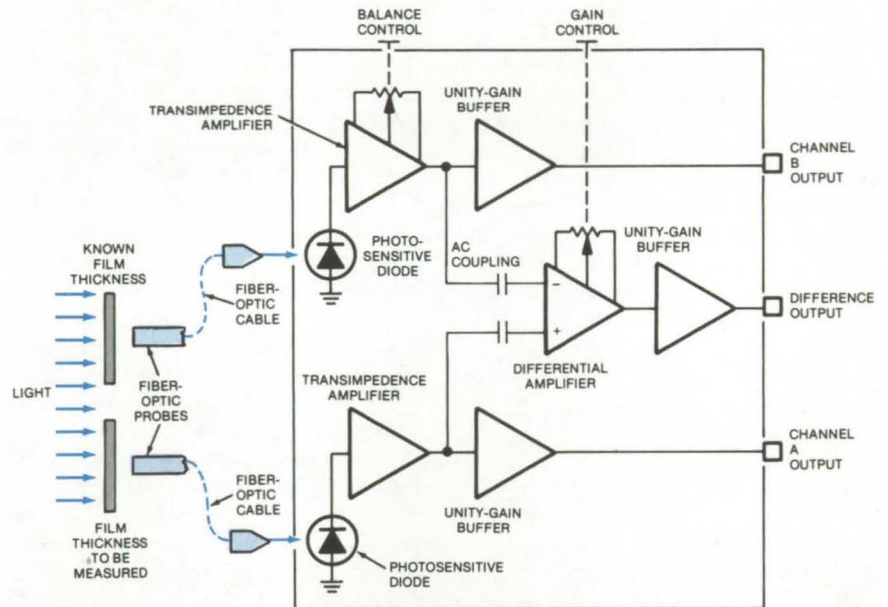 BALANCE
CONTROL
GAIN
CONTROL
TRANSIMPEDENCE
AMPLIFIER
UNITY-GAIN
BUFFER
CHANNEL
B
OUTPUT
PHOTO-
SENSITIVE
DIODE
AC
COUPLING
UNITY-GAIN
BUFFER
KNOWN
FILM
THICKNESS
FIBER-
OPTIC
CABLE
−
+
DIFFERENCE
OUTPUT
DIFFERENTIAL
AMPLIFIER
LIGHT
FIBER-
OPTIC
PROBES
TRANSIMPEDENCE
AMPLIFIER
CHANNEL
A
OUTPUT
FIBER-
OPTIC
CABLE
UNITY-GAIN
BUFFER
FILM
THICKNESS
TO BE
MEASURED
PHOTOSENSITIVE
DIODE